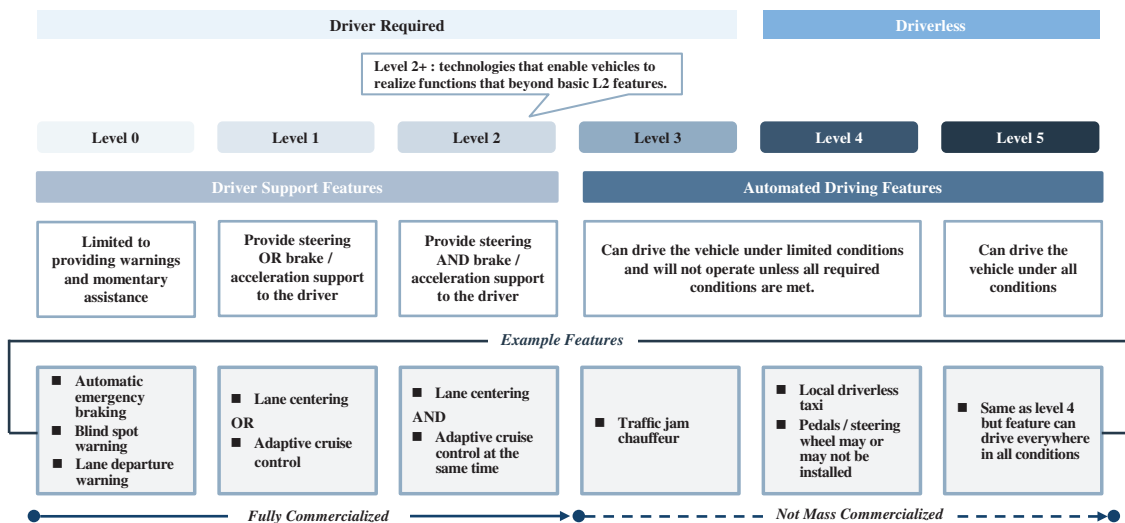 Driver Required
Driverless
Level 2+ : technologies that enable vehicles to
realize functions that beyond basic L2 features.
Level 0
Level 1
Level 2
Level 3
Level 4
Level 5
Driver Support Features
Automated Driving Features
Limited to
providing warnings
and momentary
assistance
Provide steering
OR brake /
acceleration support
to the driver
Provide steering
AND brake /
acceleration support
to the driver
Can drive the vehicle under limited conditions
and will not operate unless all required
conditions are met.
Can drive the
vehicle under all
conditions
Example Features
■ Automatic
emergency
braking
■ Blind spot
warning
■ Lane departure
warning
■ Lane centering
OR
■ Adaptive cruise
control
■ Lane centering
AND
■ Adaptive cruise
control at the
same time
■ Traffic jam
chauffeur
■ Local driverless
taxi
■ Pedals / steering
wheel may or
may not be
installed
■ Same as level 4
but feature can
drive everywhere
in all conditions
Fully Commercialized
Not Mass Commercialized